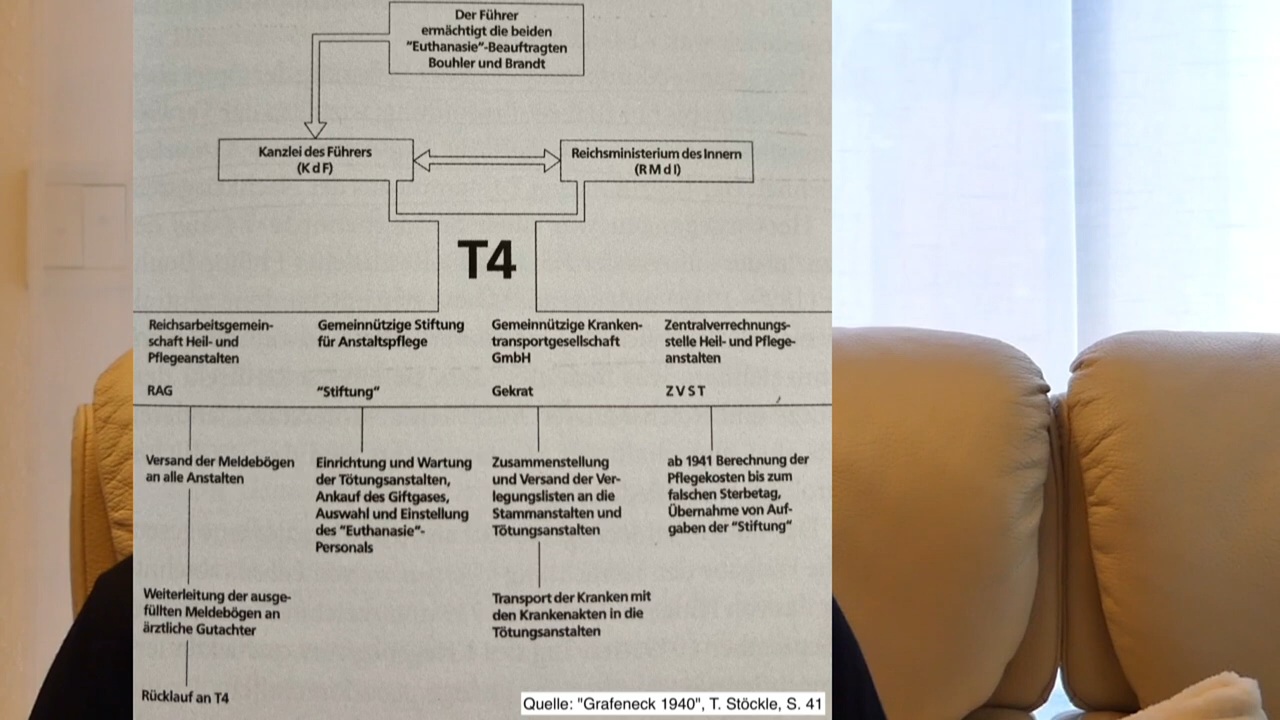 Der Führer
ermächtigt die beiden
"Euthanasie"-Beauftragten
Bouhler und Brandt
Kanzlei des Führers
(K d F)
Reichsministerium des Innern
(R M d I)
T4
Reichsarbeitsgemein-
schaft Heil- und
Pflegeanstalten
RAG
Gemeinnützige Stiftung
für Anstaltspflege
"Stiftung"
Gemeinnützige Kranken-
transportgesellschaft
GmbH
Gekrat
Zentralverrechnungs-
stelle Heil- und Pflege-
anstalten
Z V S T
Versand der Meldebögen
an alle Anstalten
Einrichtung und Wartung
der Tötungsanstalten,
Ankauf des Giftgases,
Auswahl und Einstellung
des "Euthanasie"-
Personals
Zusammenstellung
und Versand der Ver-
legungslisten an die
Stammanstalten und
Tötungsanstalten
ab 1941 Berechnung der
Pflegekosten bis zum
falschen Sterbetag,
Übernahme von Auf-
gaben der "Stiftung"
Weiterleitung der ausge-
füllten Meldebögen an
ärztliche Gutachter
Transport der Kranken mit
den Krankenakten in die
Tötungsanstalten
Rücklauf an T4
Quelle: "Grafeneck 1940", T. Stöckle, S. 41